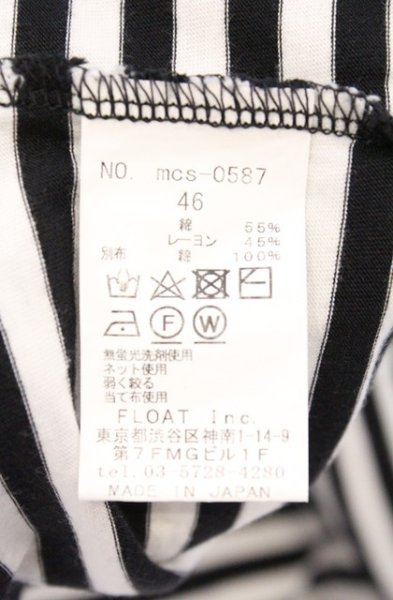 NO. mcs-0587
46
綿 55%
レーヨン 45%
別布 綿 100%
F W
無蛍光洗剤使用
ネット使用
弱く絞る
当て布使用
FLOAT Inc.
東京都渋谷区神南1-14-9
第7FMGビル1F
tel.03-5728-4280
MADE IN JAPAN